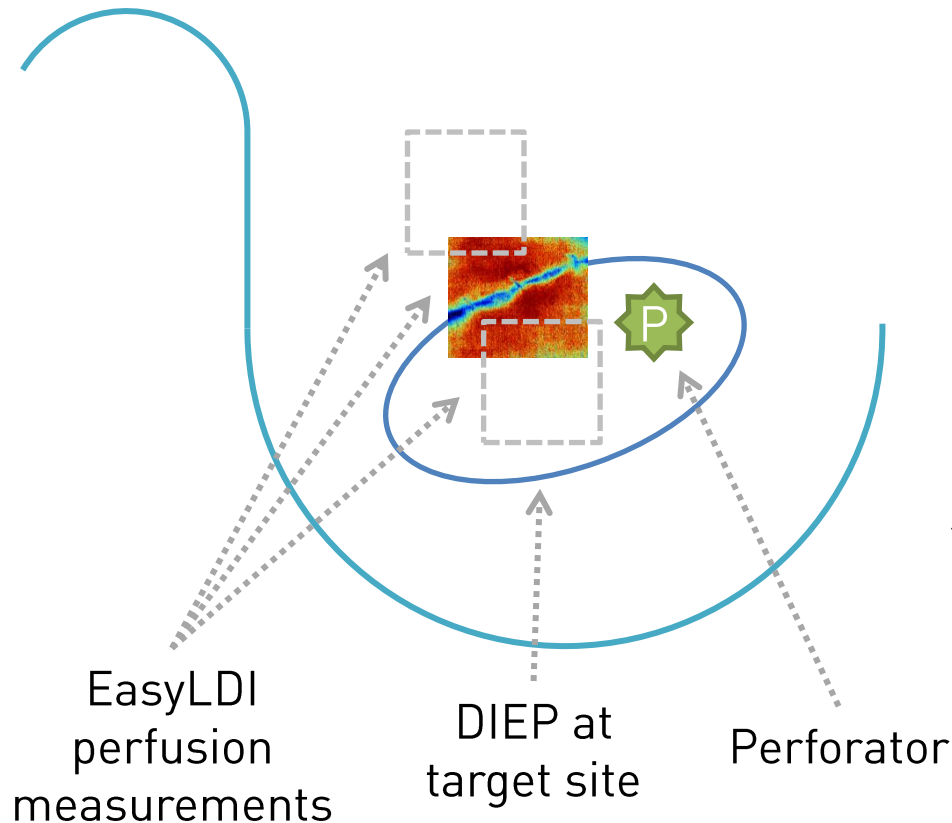 P
EasyLDI
perfusion
measurements
DIEP at
target site
Perforator